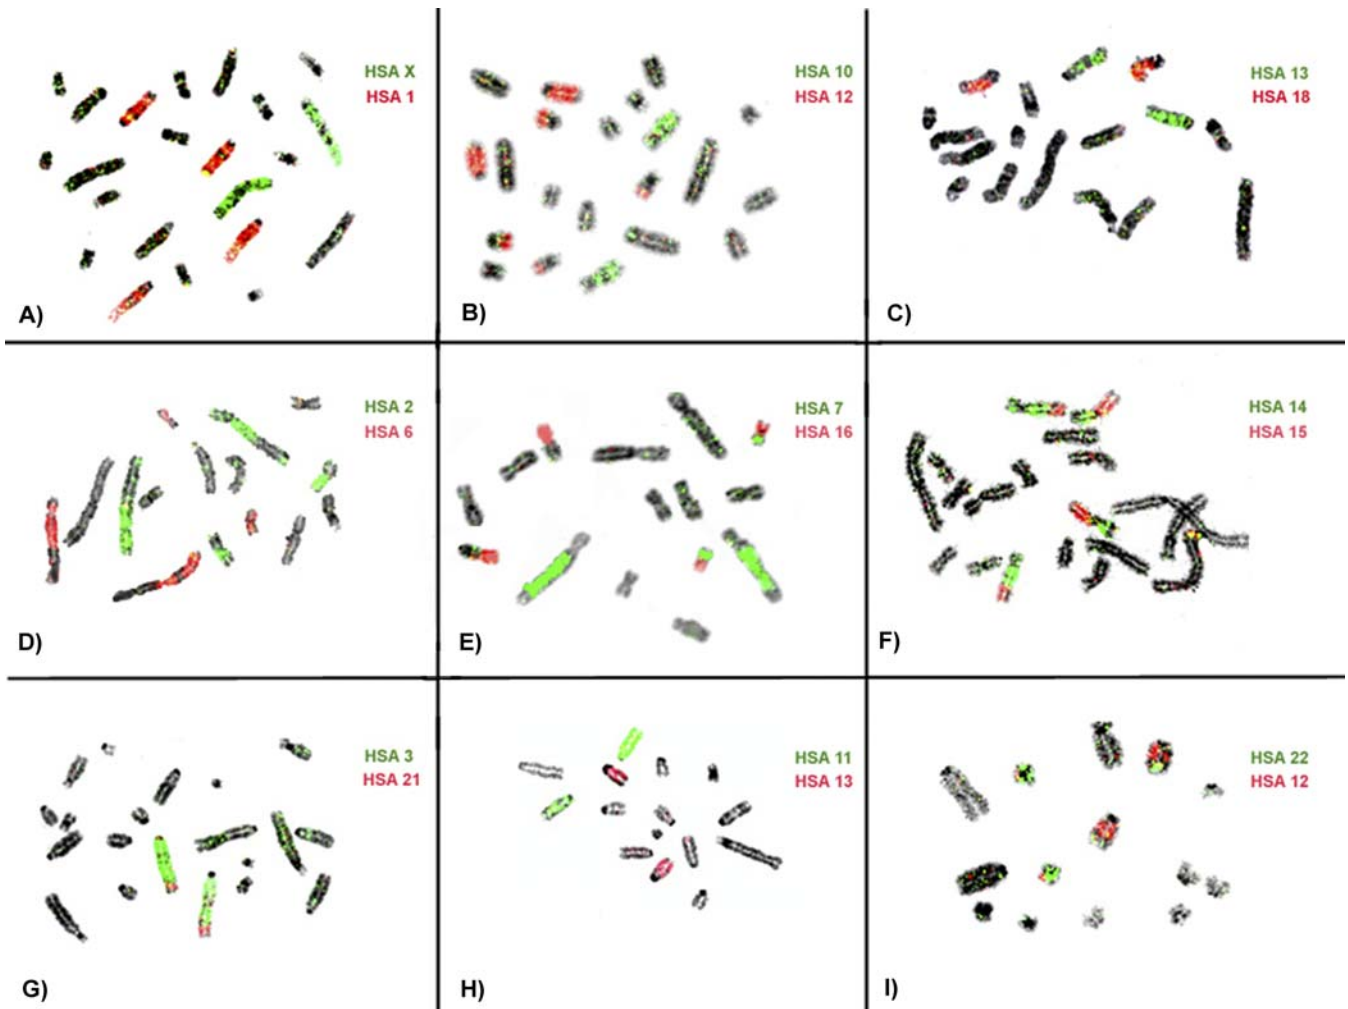 HSA X
HSA 1
A)
HSA 10
HSA 12
B)
HSA 13
HSA 18
C)
HSA 2
HSA 6
D)
HSA 7
HSA 16
E)
HSA 14
HSA 15
F)
HSA 3
HSA 21
G)
HSA 11
HSA 13
H)
HSA 22
HSA 12
I)